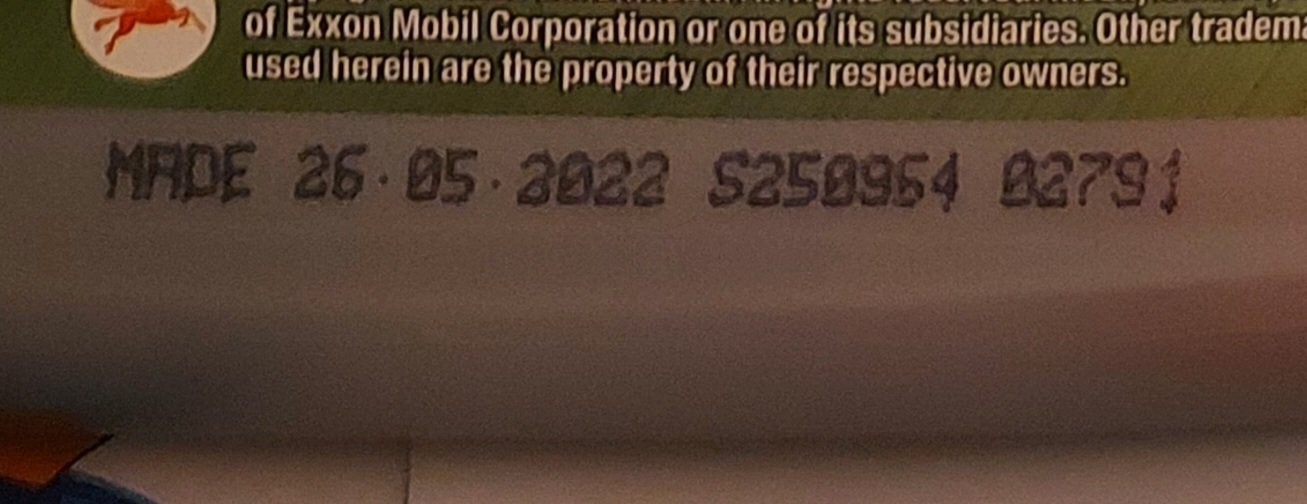 of Exxon Mobil Corporation or one of its subsidiaries. Other tradema
used herein are the property of their respective owners.
MADE 26·05·2022 S250954 02791